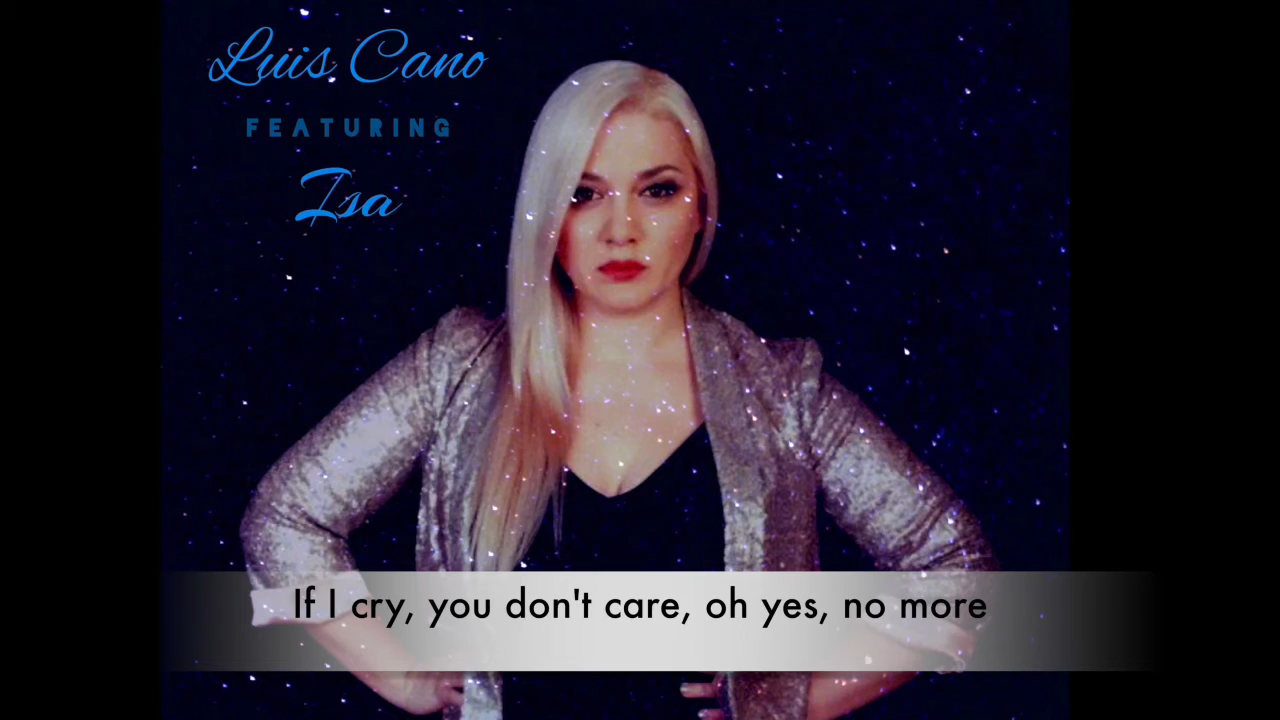 Luis Cano
FEATURING
Isa
If I cry, you don't care, oh yes, no more